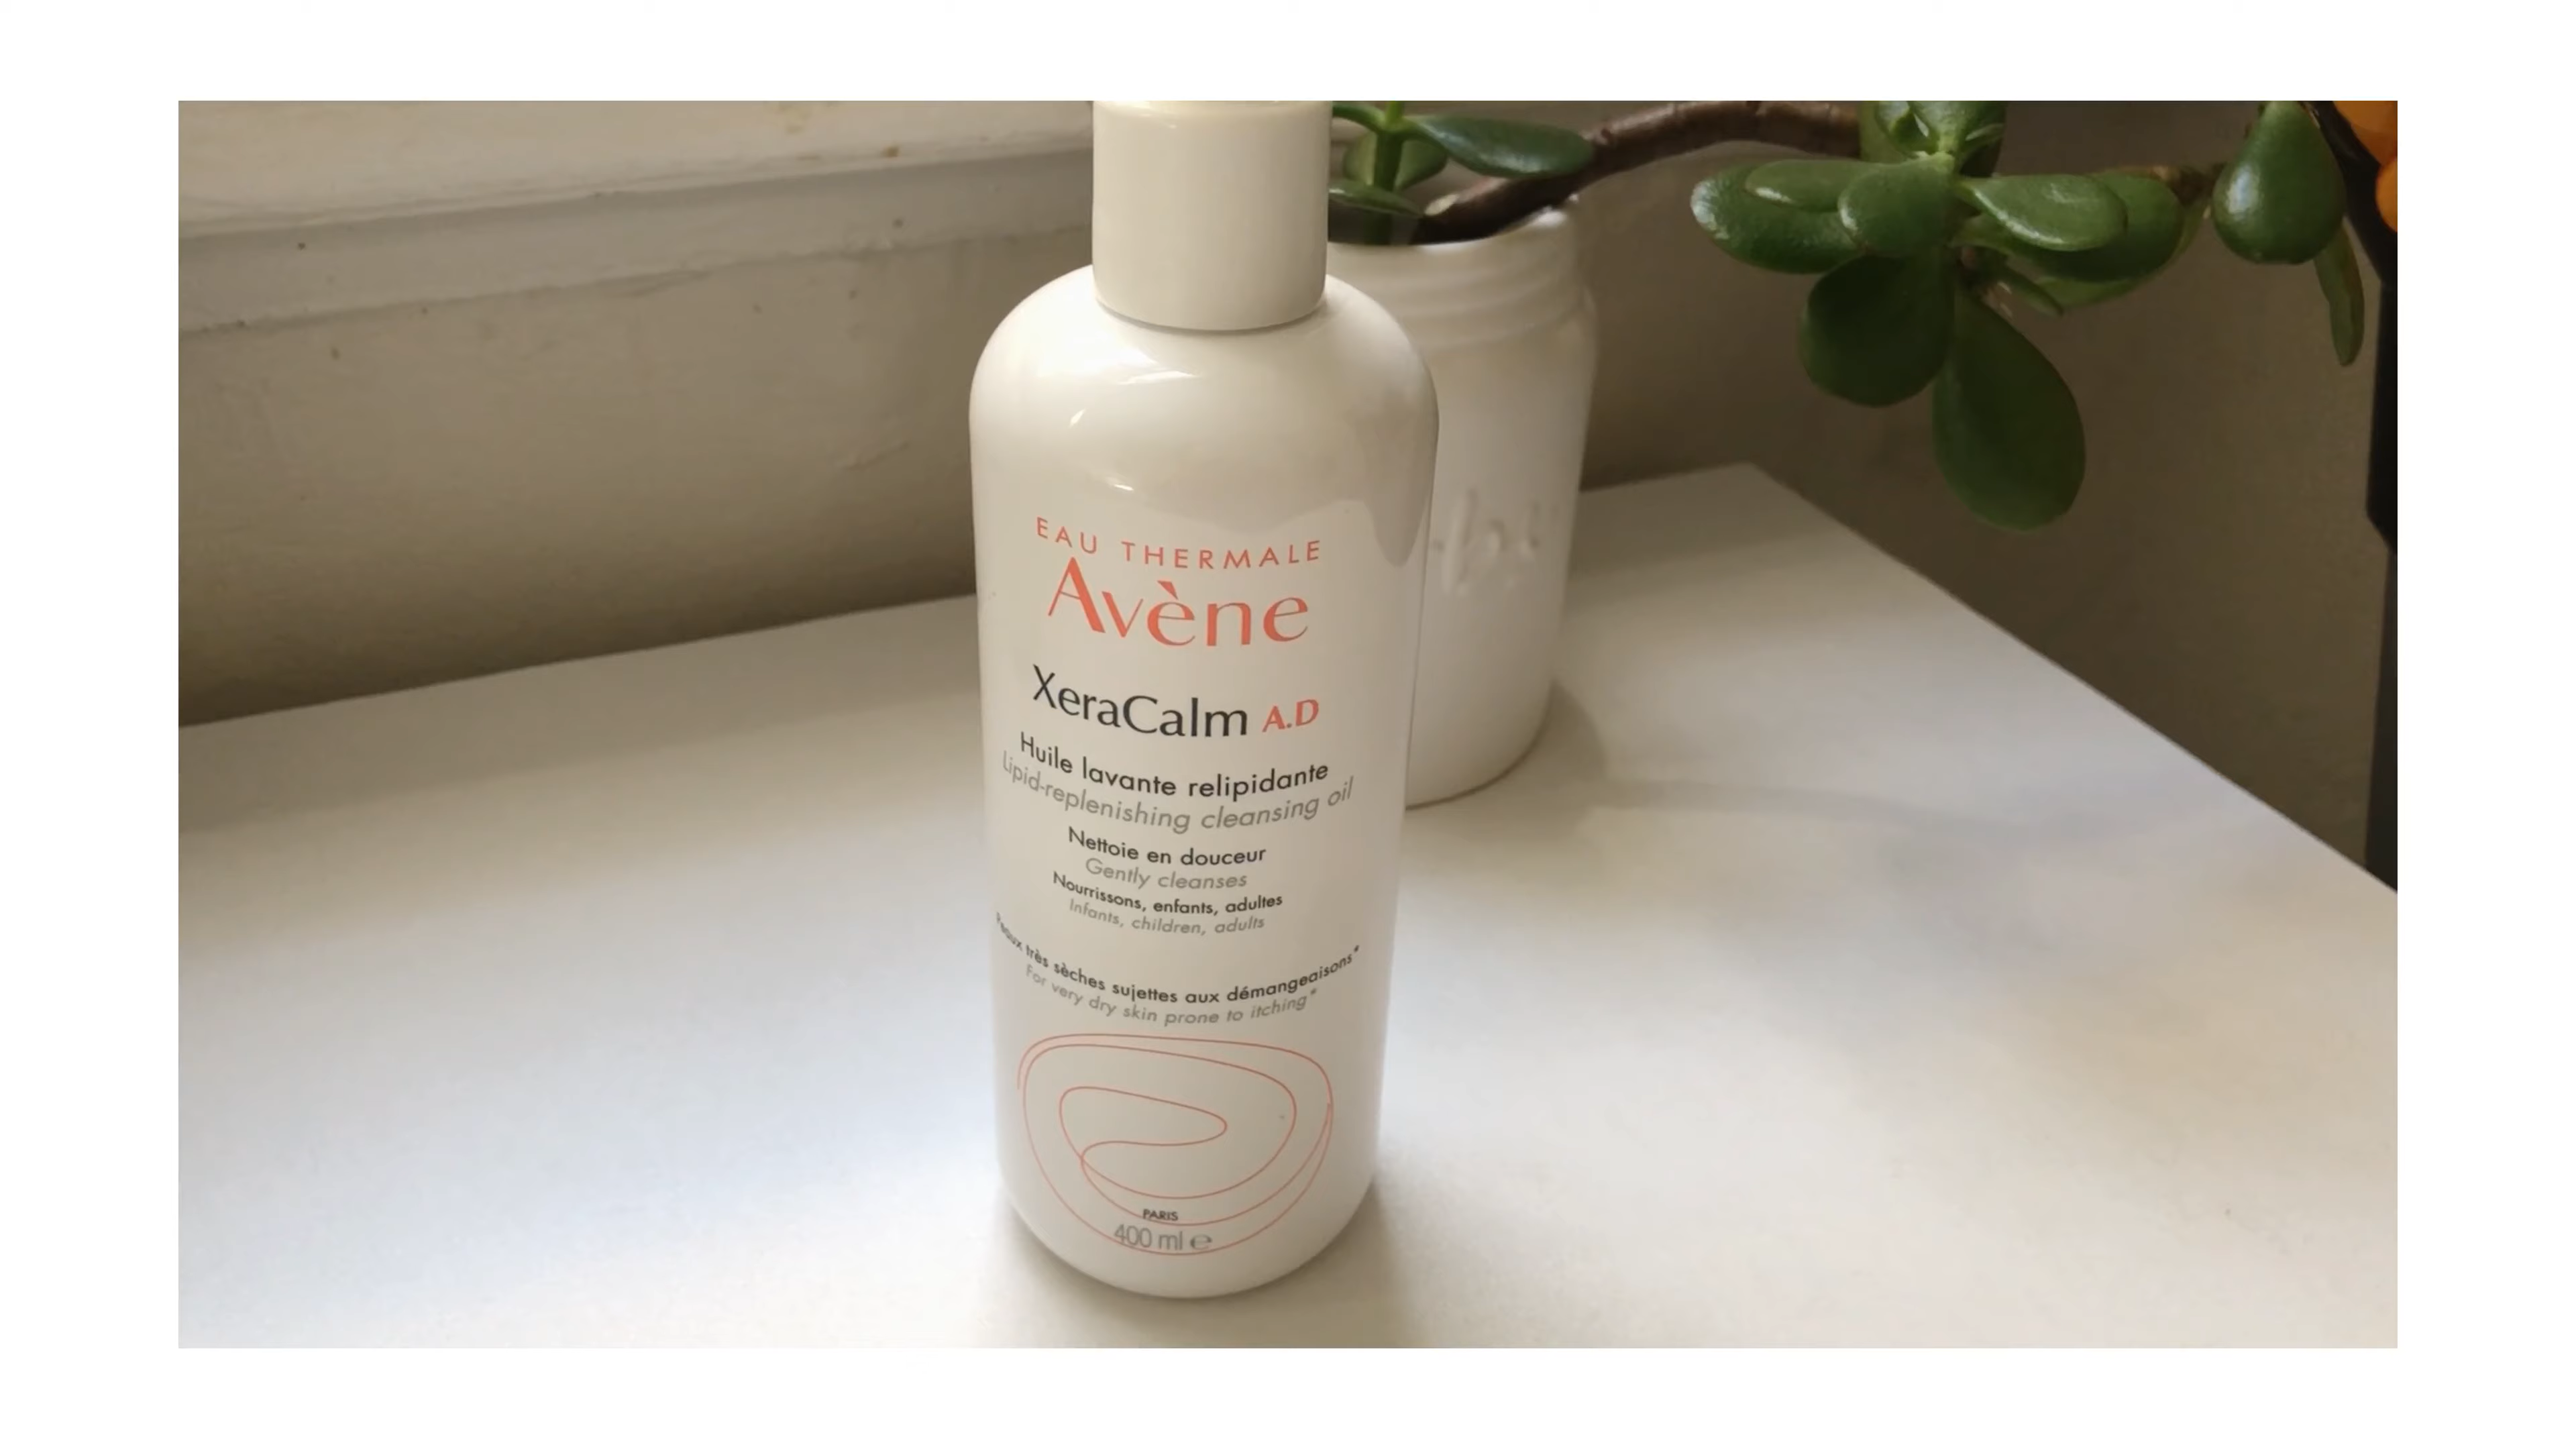 EAU THERMALE
Avène
XeraCalm A.D
Huile lavante relipidante
Lipid-replenishing cleansing oil
Nettoie en douceur
Gently cleanses
Nourrissons, enfants, adultes
Infants, children, adults
Peaux très sèches sujettes aux démangeaisons*
For very dry skin prone to itching*
PARIS
400 ml ℮